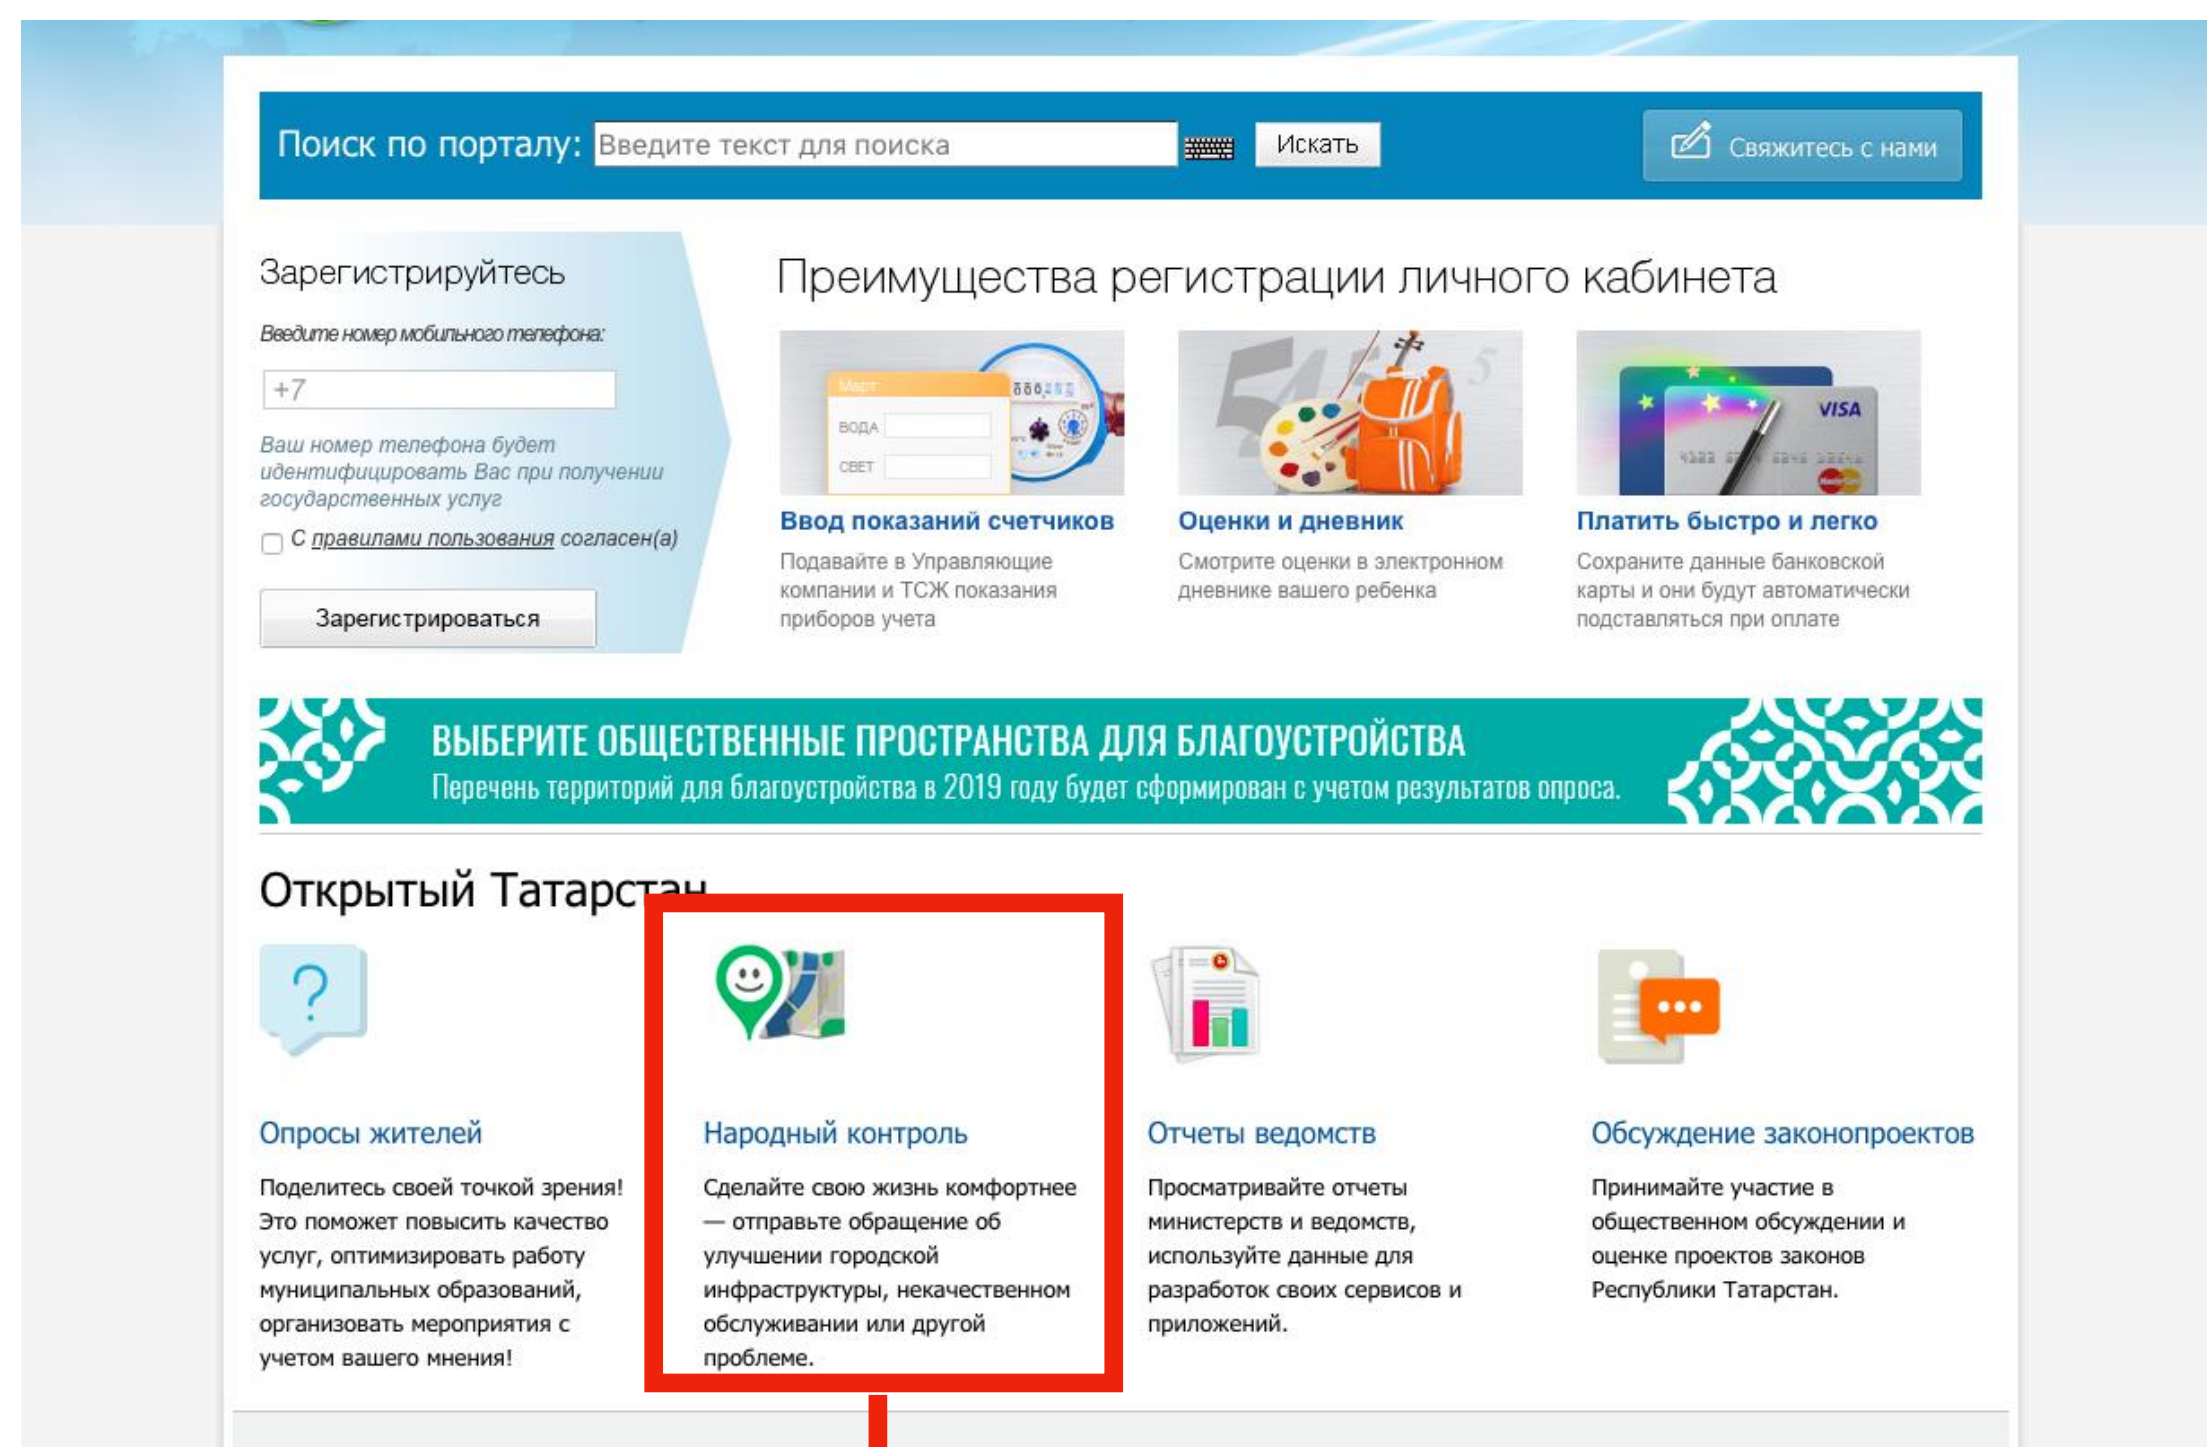 Поиск по порталу: Введите текст для поиска Искать Свяжитесь с нами
Зарегистрируйтесь
Введите номер мобильного телефона:
+7
Ваш номер телефона будет
идентифицировать Вас при получении
государственных услуг
С правилами пользования согласен(а)
Зарегистрироваться
Преимущества регистрации личного кабинета
Март
ВОДА
СВЕТ
Ввод показаний счетчиков
Подавайте в Управляющие
компании и ТСЖ показания
приборов учета
5
Оценки и дневник
Смотрите оценки в электронном
дневнике вашего ребенка
VISA
MasterCard
Платить быстро и легко
Сохраните данные банковской
карты и они будут автоматически
подставляться при оплате
ВЫБЕРИТЕ ОБЩЕСТВЕННЫЕ ПРОСТРАНСТВА ДЛЯ БЛАГОУСТРОЙСТВА
Перечень территорий для благоустройства в 2019 году будет сформирован с учетом результатов опроса.
Открытый Татарстан
?
Опросы жителей
Поделитесь своей точкой зрения!
Это поможет повысить качество
услуг, оптимизировать работу
муниципальных образований,
организовать мероприятия с
учетом вашего мнения!
Народный контроль
Сделайте свою жизнь комфортнее
— отправьте обращение об
улучшении городской
инфраструктуры, некачественном
обслуживании или другой
проблеме.
Отчеты ведомств
Просматривайте отчеты
министерств и ведомств,
используйте данные для
разработок своих сервисов и
приложений.
Обсуждение законопроектов
Принимайте участие в
общественном обсуждении и
оценке проектов законов
Республики Татарстан.